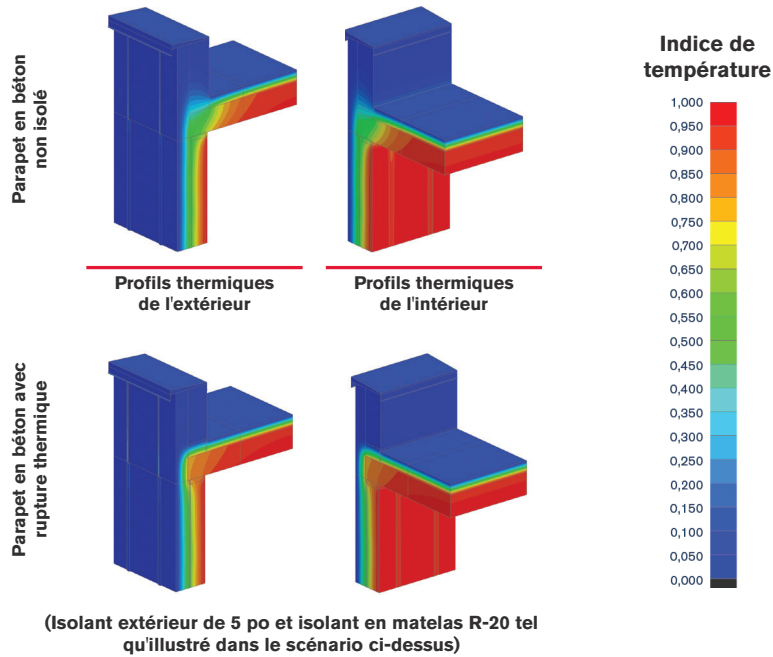 Parapet en béton
non isolé
Profils thermiques
de l'extérieur
Profils thermiques
de l'intérieur
Parapet en béton avec
rupture thermique
(Isolant extérieur de 5 po et isolant en matelas R-20 tel
qu'illustré dans le scénario ci-dessus)
Indice de
température
1,000
0,950
0,900
0,850
0,800
0,750
0,700
0,650
0,600
0,550
0,500
0,450
0,400
0,350
0,300
0,250
0,200
0,150
0,100
0,050
0,000